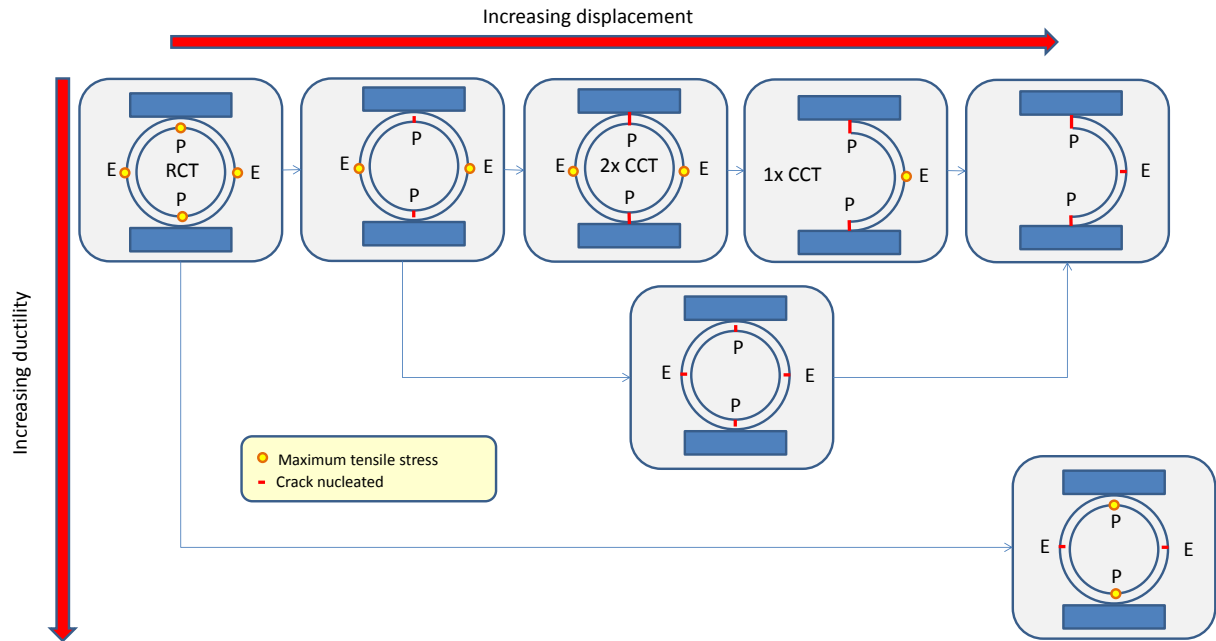 Increasing displacement
Increasing ductility
P
E
RCT
E
P
P
E
E
P
P
E
2x CCT
E
P
P
1x CCT
E
P
P
E
P
P
E
E
P
Maximum tensile stress
Crack nucleated
P
E
E
P